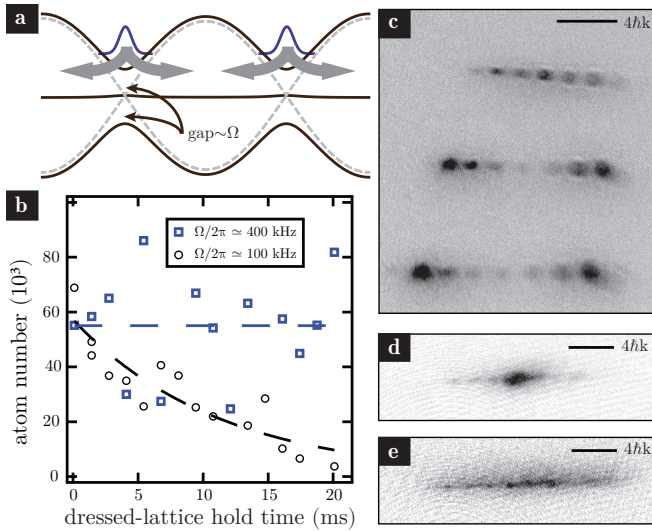 a
gap~Ω
b
Ω/2π ≃ 400 kHz
Ω/2π ≃ 100 kHz
80
60
40
20
0
atom number (10³)
0 5 10 15 20
dressed-lattice hold time (ms)
c
4ħk
d
4ħk
e
4ħk